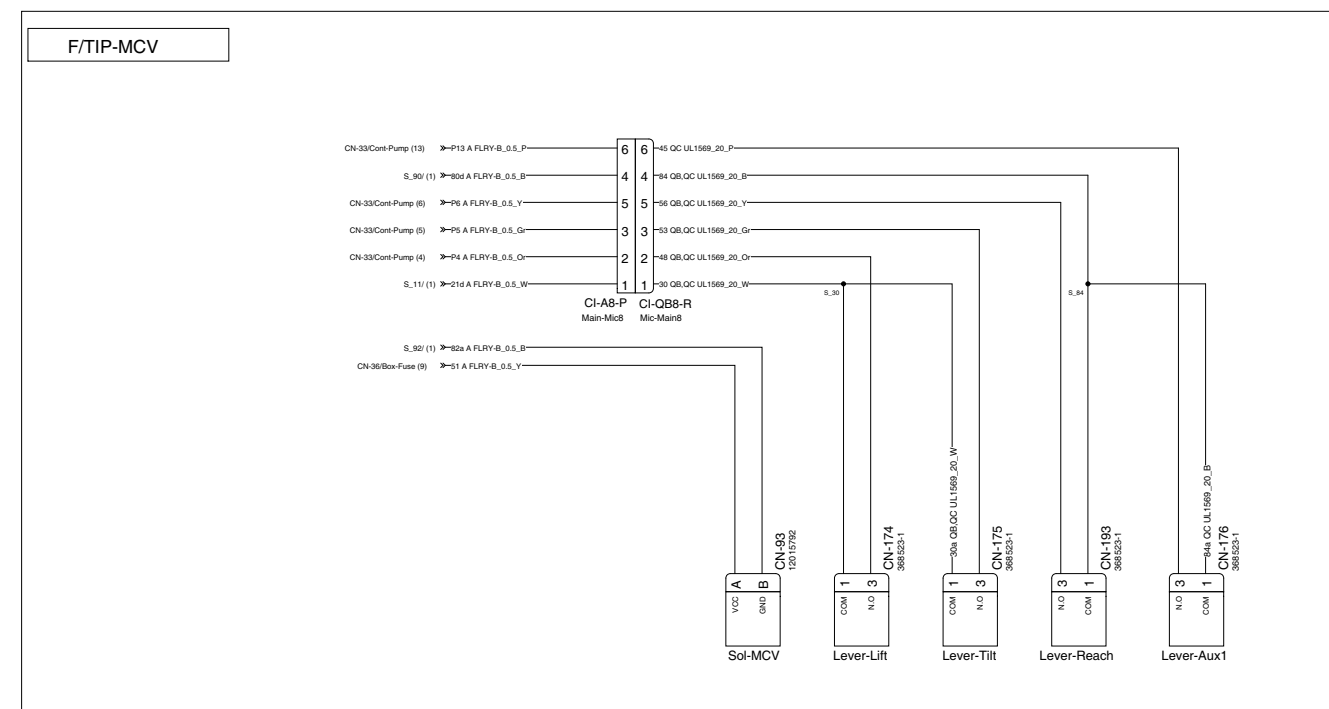 F/TIP-MCV
CN-33/Cont-Pump (13) P13 A FLRY-B_0.5_P 6 6 45 QC UL1569_20_P
S_90/ (1) 80d A FLRY-B_0.5_B 4 4 84 QB,QC UL1569_20_B
CN-33/Cont-Pump (6) P6 A FLRY-B_0.5_Y 5 5 56 QB,QC UL1569_20_Y
CN-33/Cont-Pump (5) P5 A FLRY-B_0.5_Gr 3 3 53 QB,QC UL1569_20_Gr
CN-33/Cont-Pump (4) P4 A FLRY-B_0.5_Or 2 2 48 QB,QC UL1569_20_Or
S_11/ (1) 21d A FLRY-B_0.5_W 1 1 30 QB,QC UL1569_20_W
S_30
S_84
CI-A8-P CI-QB8-R
Main-Mic8 Mic-Main8
S_92/ (1) 82a A FLRY-B_0.5_B
CN-36/Box-Fuse (9) 51 A FLRY-B_0.5_Y
30a QB,QC UL1569_20_W
84a QC UL1569_20_B
CN-93
12015792
CN-174
368523-1
CN-175
368523-1
CN-193
368523-1
CN-176
368523-1
A B 1 3 1 3 3 1 3 1
VCC GND COM N.O COM N.O N.O COM N.O COM
Sol-MCV Lever-Lift Lever-Tilt Lever-Reach Lever-Aux1